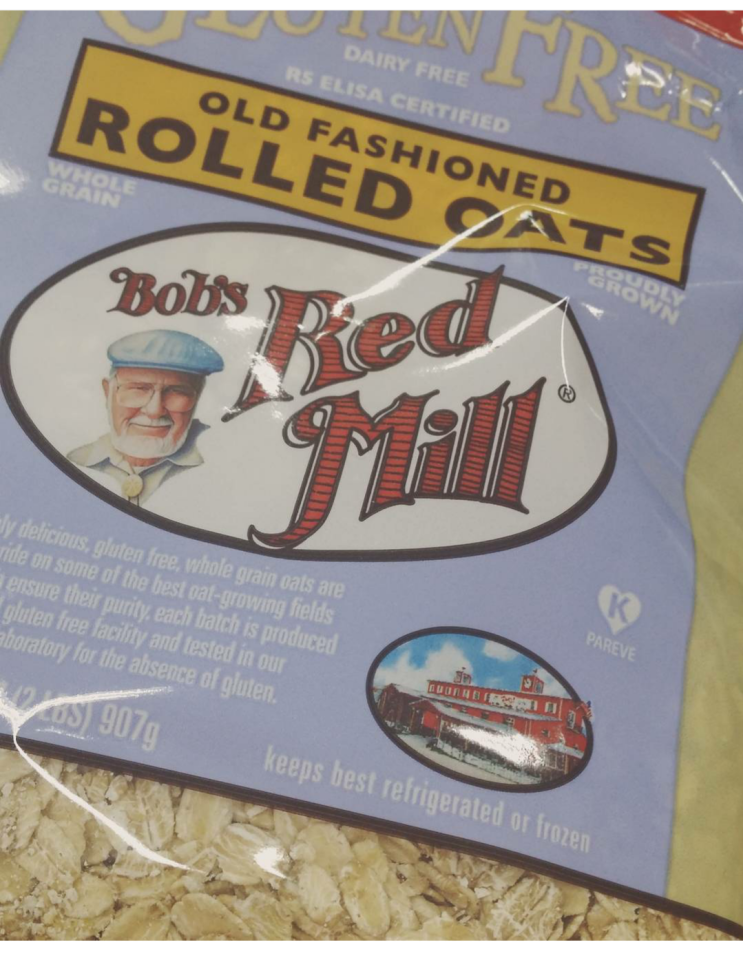 GLUTEN FREE
DAIRY FREE
R5 ELISA CERTIFIED
OLD FASHIONED
ROLLED OATS
WHOLE
GRAIN
PROUDLY
GROWN
Bob's
Red
Mill
®
delicious, gluten free, whole grain oats are
on some of the best oat-growing fields
ensure their purity, each batch is produced
gluten free facility and tested in our
for the absence of gluten.
(2 LBS) 907g
K
PAREVE
keeps best refrigerated or frozen